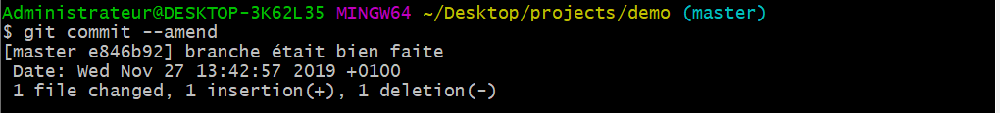 Administrateur@DESKTOP-3K62L35 MINGW64 ~/Desktop/projects/demo (master)
$ git commit --amend
[master e846b92] branche était bien faite
 Date: Wed Nov 27 13:42:57 2019 +0100
 1 file changed, 1 insertion(+), 1 deletion(-)